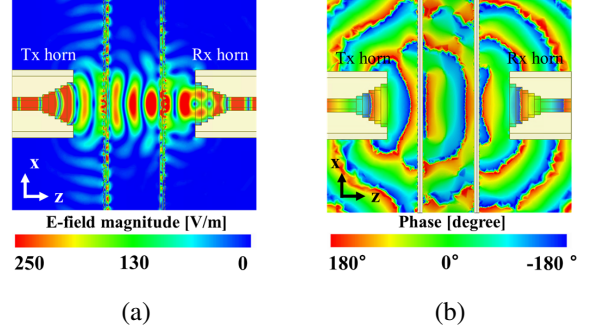 Tx horn Rx horn
x
z
E-field magnitude [V/m]
250 130 0
(a)
Tx horn Rx horn
x
z
Phase [degree]
180° 0° -180 °
(b)